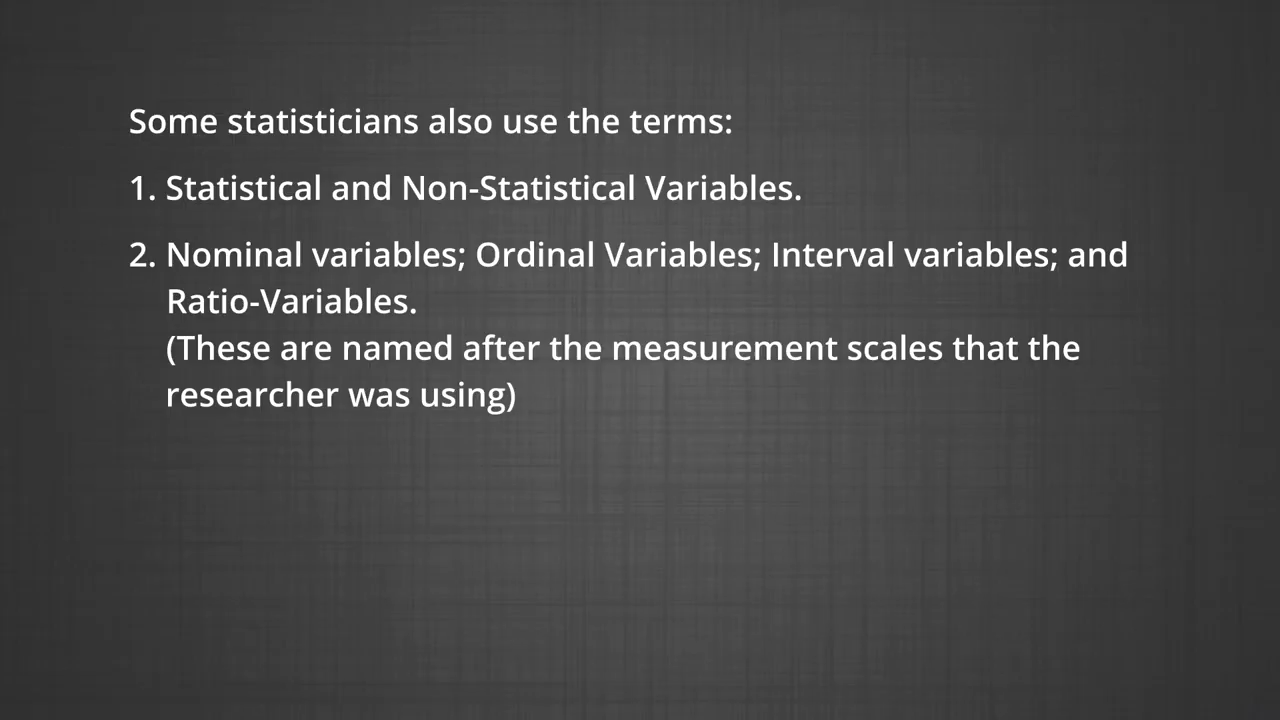 Some statisticians also use the terms:
1. Statistical and Non-Statistical Variables.
2. Nominal variables; Ordinal Variables; Interval variables; and
Ratio-Variables.
(These are named after the measurement scales that the
researcher was using)